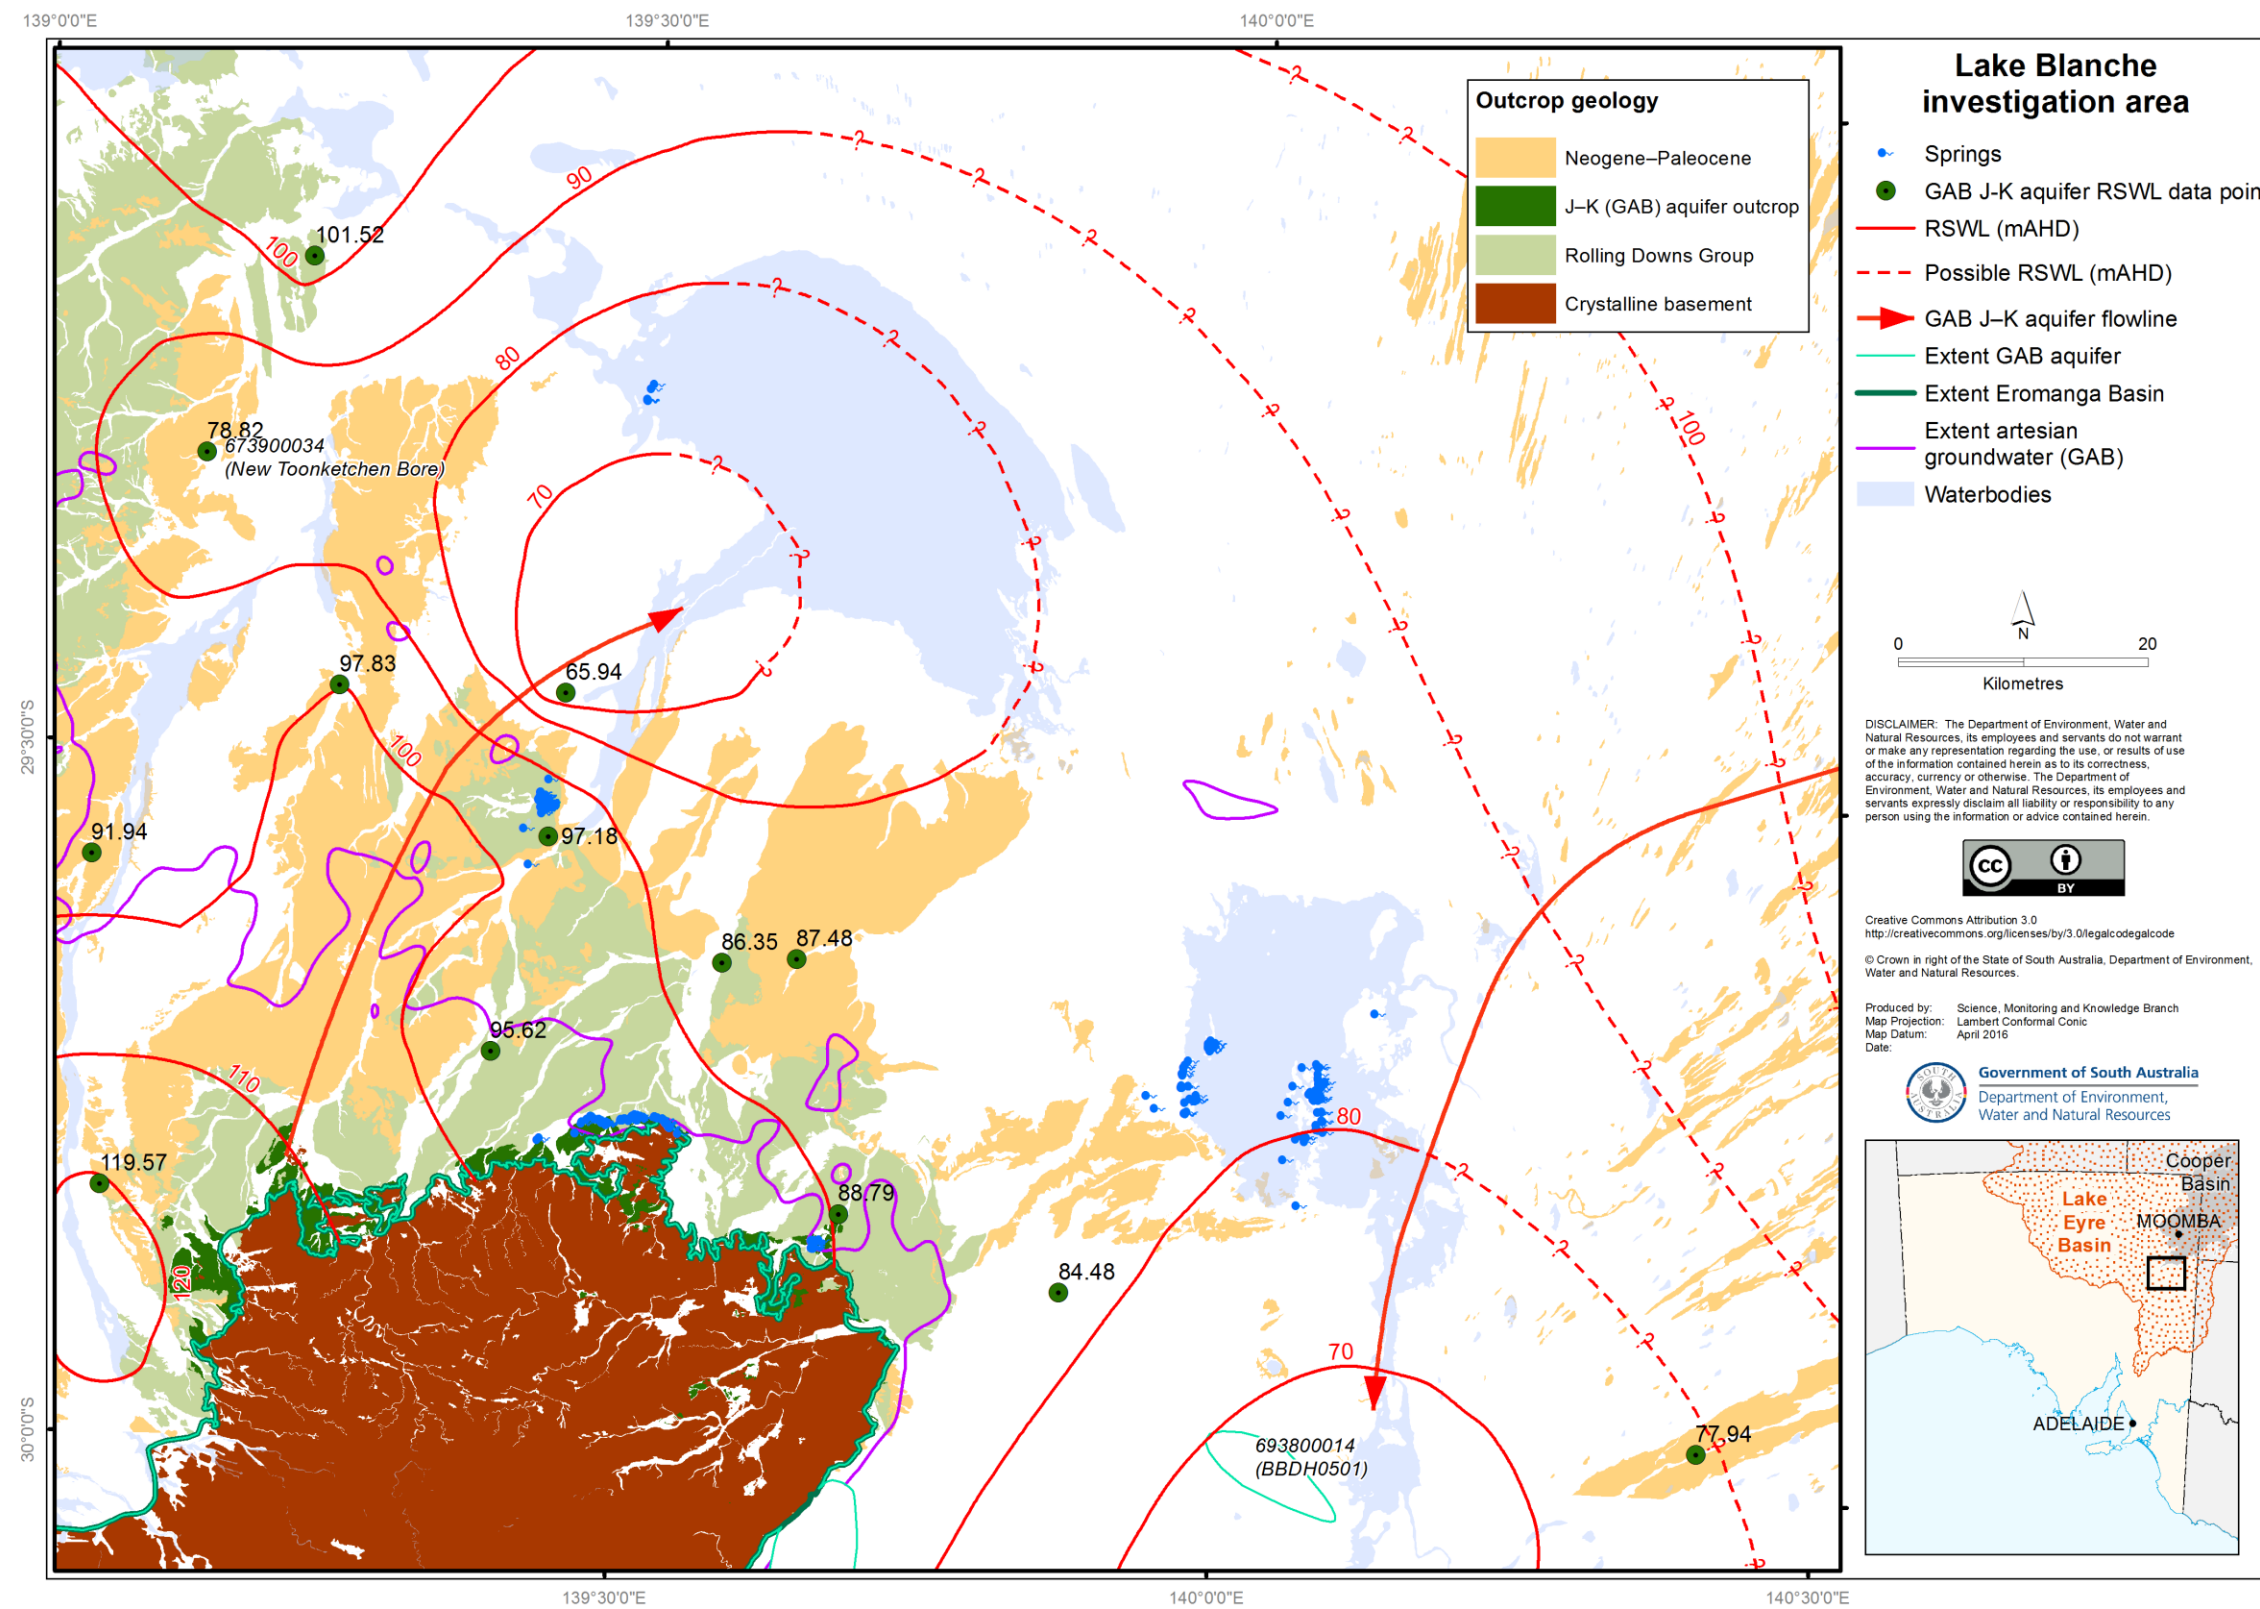 139°0'0"E
139°30'0"E
140°0'0"E
Lake Blanche
investigation area
Outcrop geology
Neogene–Paleocene
J–K (GAB) aquifer outcrop
Rolling Downs Group
Crystalline basement
Springs
GAB J-K aquifer RSWL data poin
RSWL (mAHD)
Possible RSWL (mAHD)
GAB J–K aquifer flowline
Extent GAB aquifer
Extent Eromanga Basin
Extent artesian
groundwater (GAB)
Waterbodies
90
101.52
100
80
100
78.82
673900034
(New Toonketchen Bore)
70
97.83
65.94
100
91.94
97.18
86.35
87.48
95.62
110
80
119.57
88.79
84.48
120
70
77.94
693800014
(BBDH0501)
29°30'0"S
30°0'0"S
139°30'0"E
140°0'0"E
140°30'0"E
N
0
20
Kilometres
DISCLAIMER: The Department of Environment, Water and
Natural Resources, its employees and servants do not warrant
or make any representation regarding the use, or results of use
of the information contained herein as to its correctness,
accuracy, currency or otherwise. The Department of
Environment, Water and Natural Resources, its employees and
servants expressly disclaim all liability or responsibility to any
person using the information or advice contained herein.
cc
BY
Creative Commons Attribution 3.0
http://creativecommons.org/licenses/by/3.0/legalcodegalcode
© Crown in right of the State of South Australia, Department of Environment,
Water and Natural Resources.
Produced by: Science, Monitoring and Knowledge Branch
Map Projection: Lambert Conformal Conic
Map Datum: April 2016
Date:
SOUTH AUSTRALIA
Government of South Australia
Department of Environment,
Water and Natural Resources
Cooper
Basin
Lake
Eyre
Basin
MOOMBA
ADELAIDE